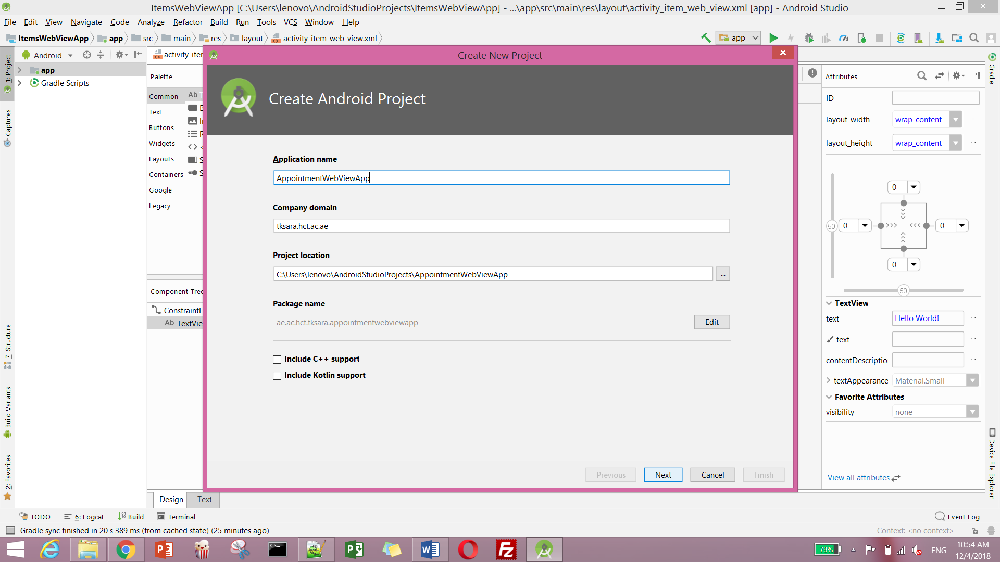 ItemsWebViewApp [C:\Users\lenovo\AndroidStudioProjects\ItemsWebViewApp] - ...\app\src\main\res\layout\activity_item_web_view.xml [app] - Android Studio
File Edit View Navigate Code Analyze Refactor Build Run Tools VCS Window Help
ItemsWebViewApp app src main res layout activity_item_web_view.xml
app
1: Project
Captures
7: Structure
Build Variants
2: Favorites
Android
app
Gradle Scripts
activity_iter
Palette
Common
Text
Buttons
Widgets
Layouts
Containers
Google
Legacy
Ab
Component Tree
ConstraintL
Ab TextVie
Create New Project
Create Android Project
Application name
AppointmentWebViewApp
Company domain
tksara.hct.ac.ae
Project location
C:\Users\lenovo\AndroidStudioProjects\AppointmentWebViewApp
...
Package name
ae.ac.hct.tksara.appointmentwebviewapp
Edit
Include C++ support
Include Kotlin support
Previous Next Cancel Finish
Attributes
ID
layout_width wrap_content ...
layout_height wrap_content ...
0
50 0 0
0
50
TextView
text Hello World! ...
text ...
contentDescriptio ...
textAppearance Material.Small
Favorite Attributes
visibility none
View all attributes
Gradle
Device File Explorer
Design Text
TODO 6: Logcat Build Terminal Event Log
Gradle sync finished in 20 s 389 ms (from cached state) (25 minutes ago)
Context: <no context>
79% ENG
10:54 AM
12/4/2018